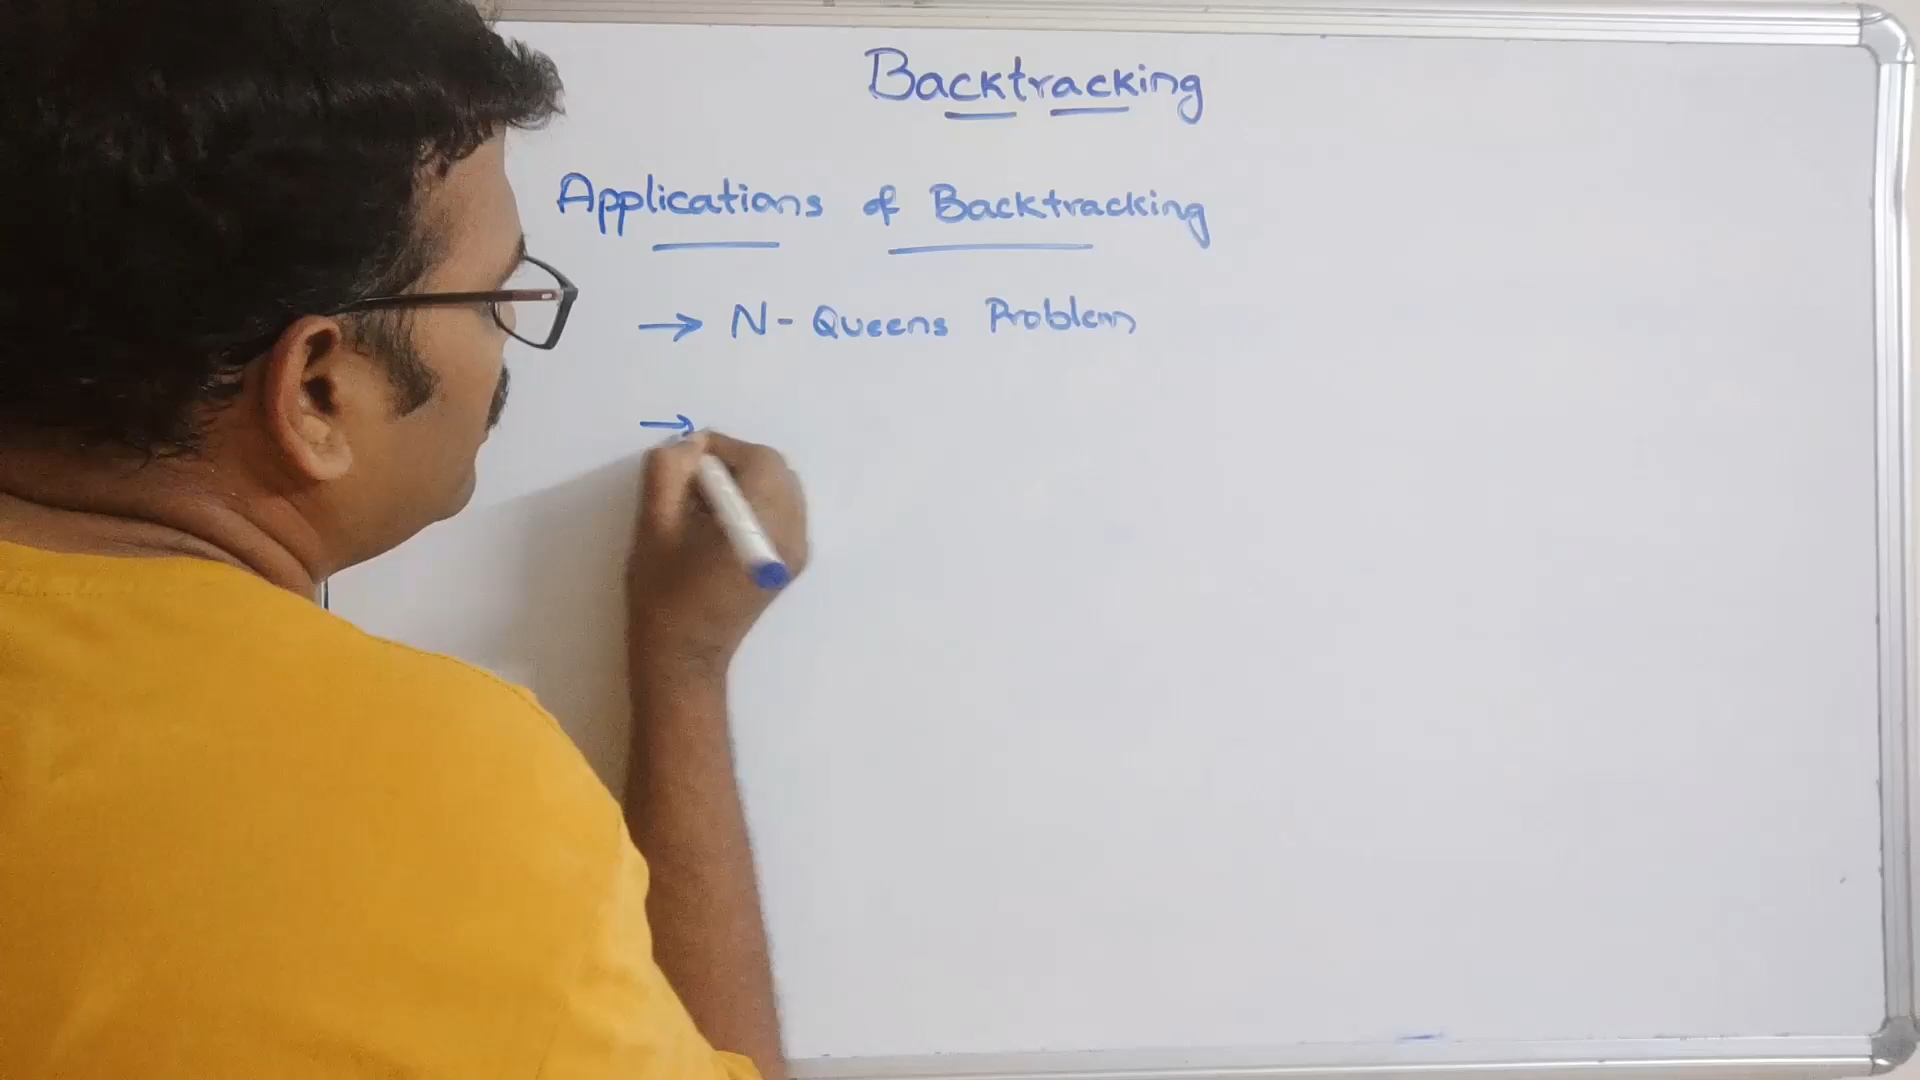 Backtracking
Applications of Backtracking
→ N-Queens Problem
→